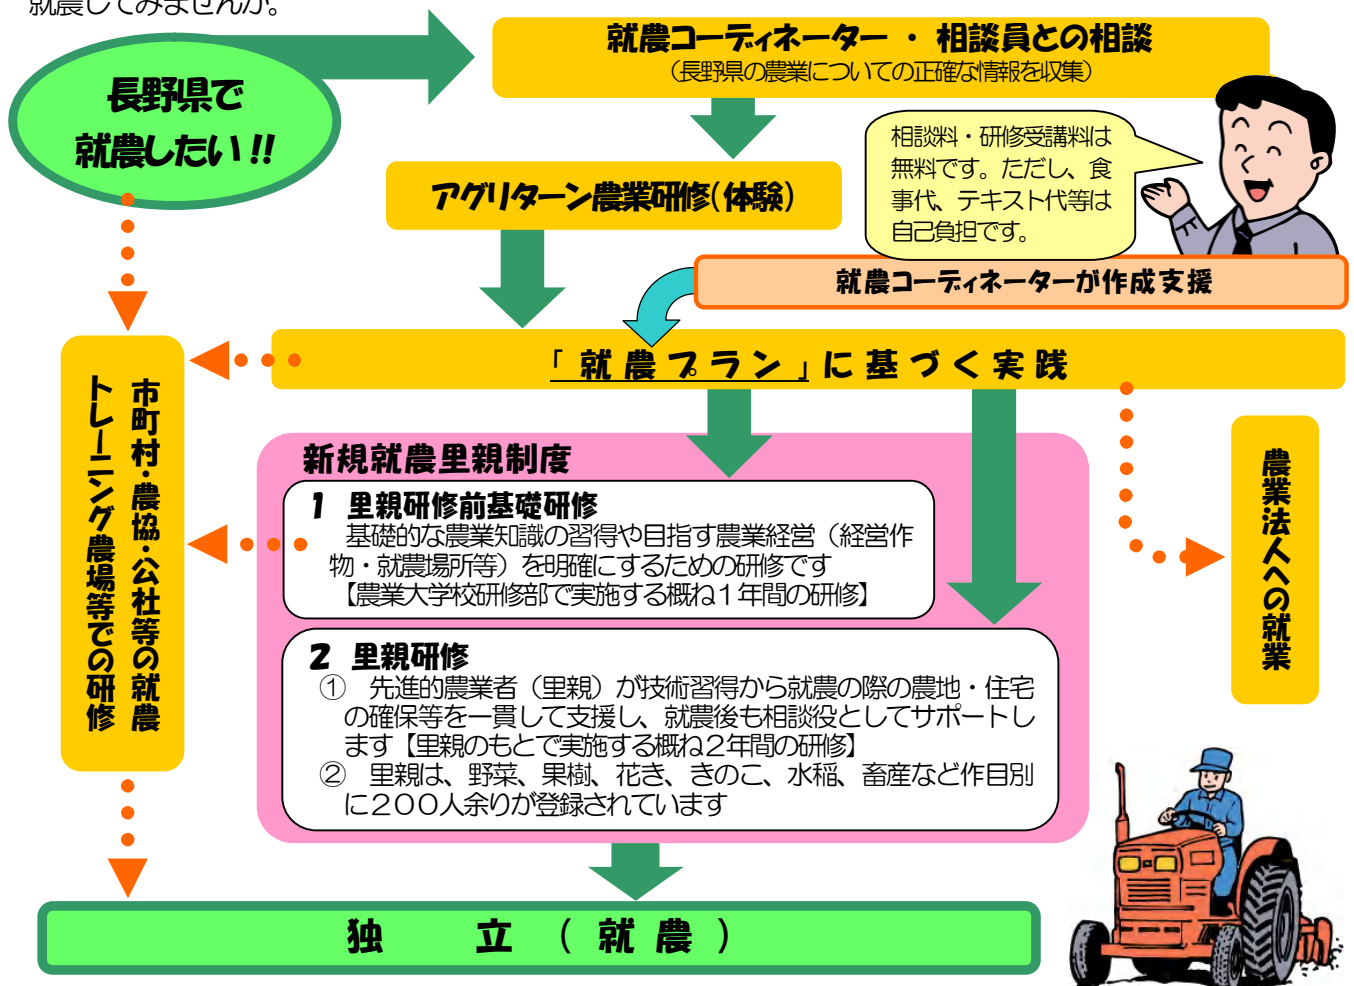 就農してみませんか。
長野県で
就農したい!!
就農コーディネーター ・ 相談員との相談
（長野県の農業についての正確な情報を収集）
相談料・研修受講料は
無料です。ただし、食
事代、テキスト代等は
自己負担です。
アグリターン農業研修(体験)
就農コーディネーターが作成支援
「就農プラン」に基づく実践
市町村・農協・公社等の就農
トレーニング農場等での研修
新規就農里親制度
1 里親研修前基礎研修
基礎的な農業知識の習得や目指す農業経営（経営作
物・就農場所等）を明確にするための研修です
【農業大学校研修部で実施する概ね１年間の研修】
2 里親研修
① 先進的農業者（里親）が技術習得から就農の際の農地・住宅
の確保等を一貫して支援し、就農後も相談役としてサポートし
ます【里親のもとで実施する概ね２年間の研修】
② 里親は、野菜、果樹、花き、きのこ、水稲、畜産など作目別
に２００人余りが登録されています
農業法人への就業
独 立 ( 就 農 )